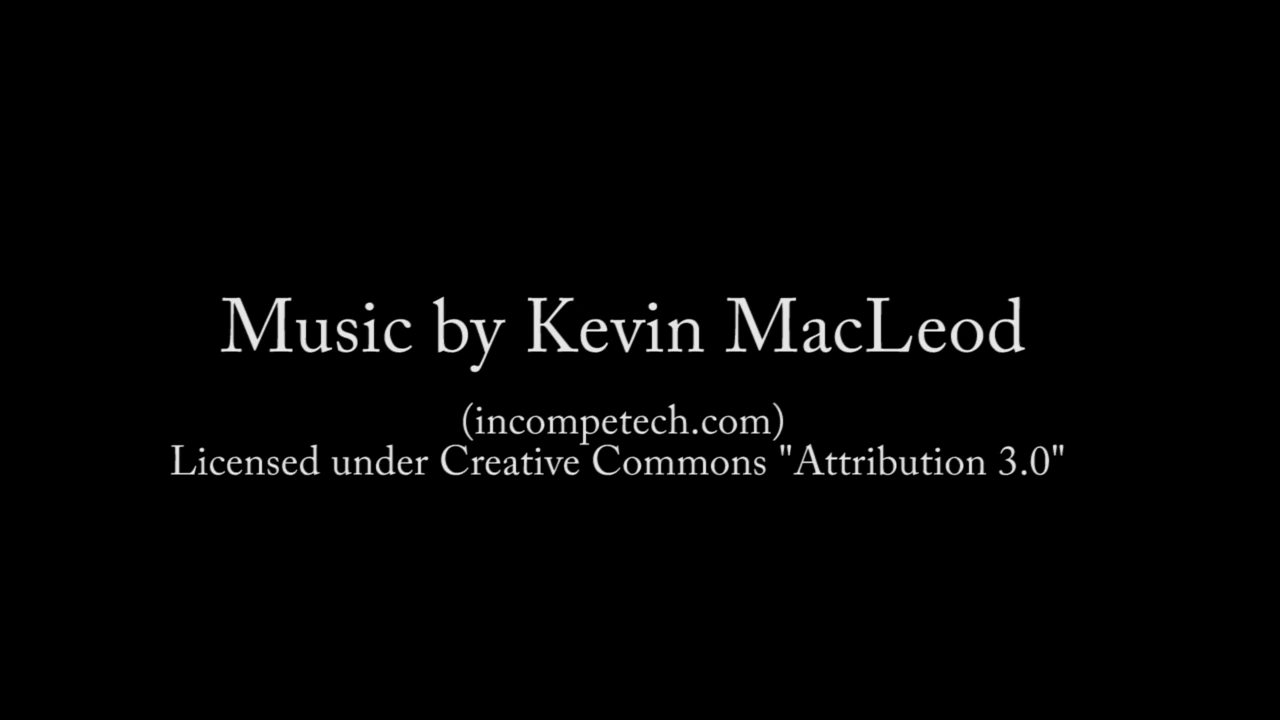 Music by Kevin MacLeod
(incompetech.com)
Licensed under Creative Commons "Attribution 3.0"